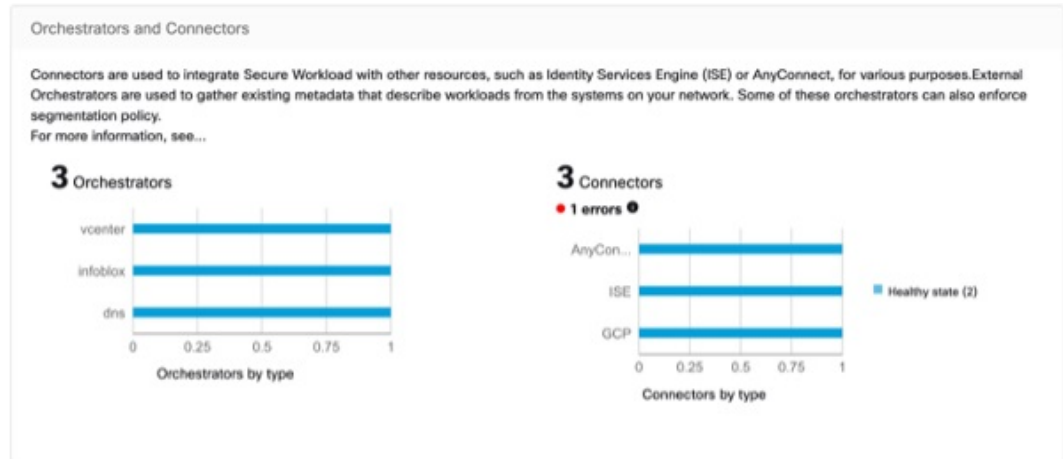 Orchestrators and Connectors
Connectors are used to integrate Secure Workload with other resources, such as Identity Services Engine (ISE) or AnyConnect, for various purposes.External
Orchestrators are used to gather existing metadata that describe workloads from the systems on your network. Some of these orchestrators can also enforce
segmentation policy.
For more information, see...
3 Orchestrators
vcenter
infoblox
dns
0 0.25 0.5 0.75 1
Orchestrators by type
3 Connectors
1 errors
AnyCon...
ISE
GCP
0 0.25 0.5 0.75 1
Connectors by type
Healthy state (2)